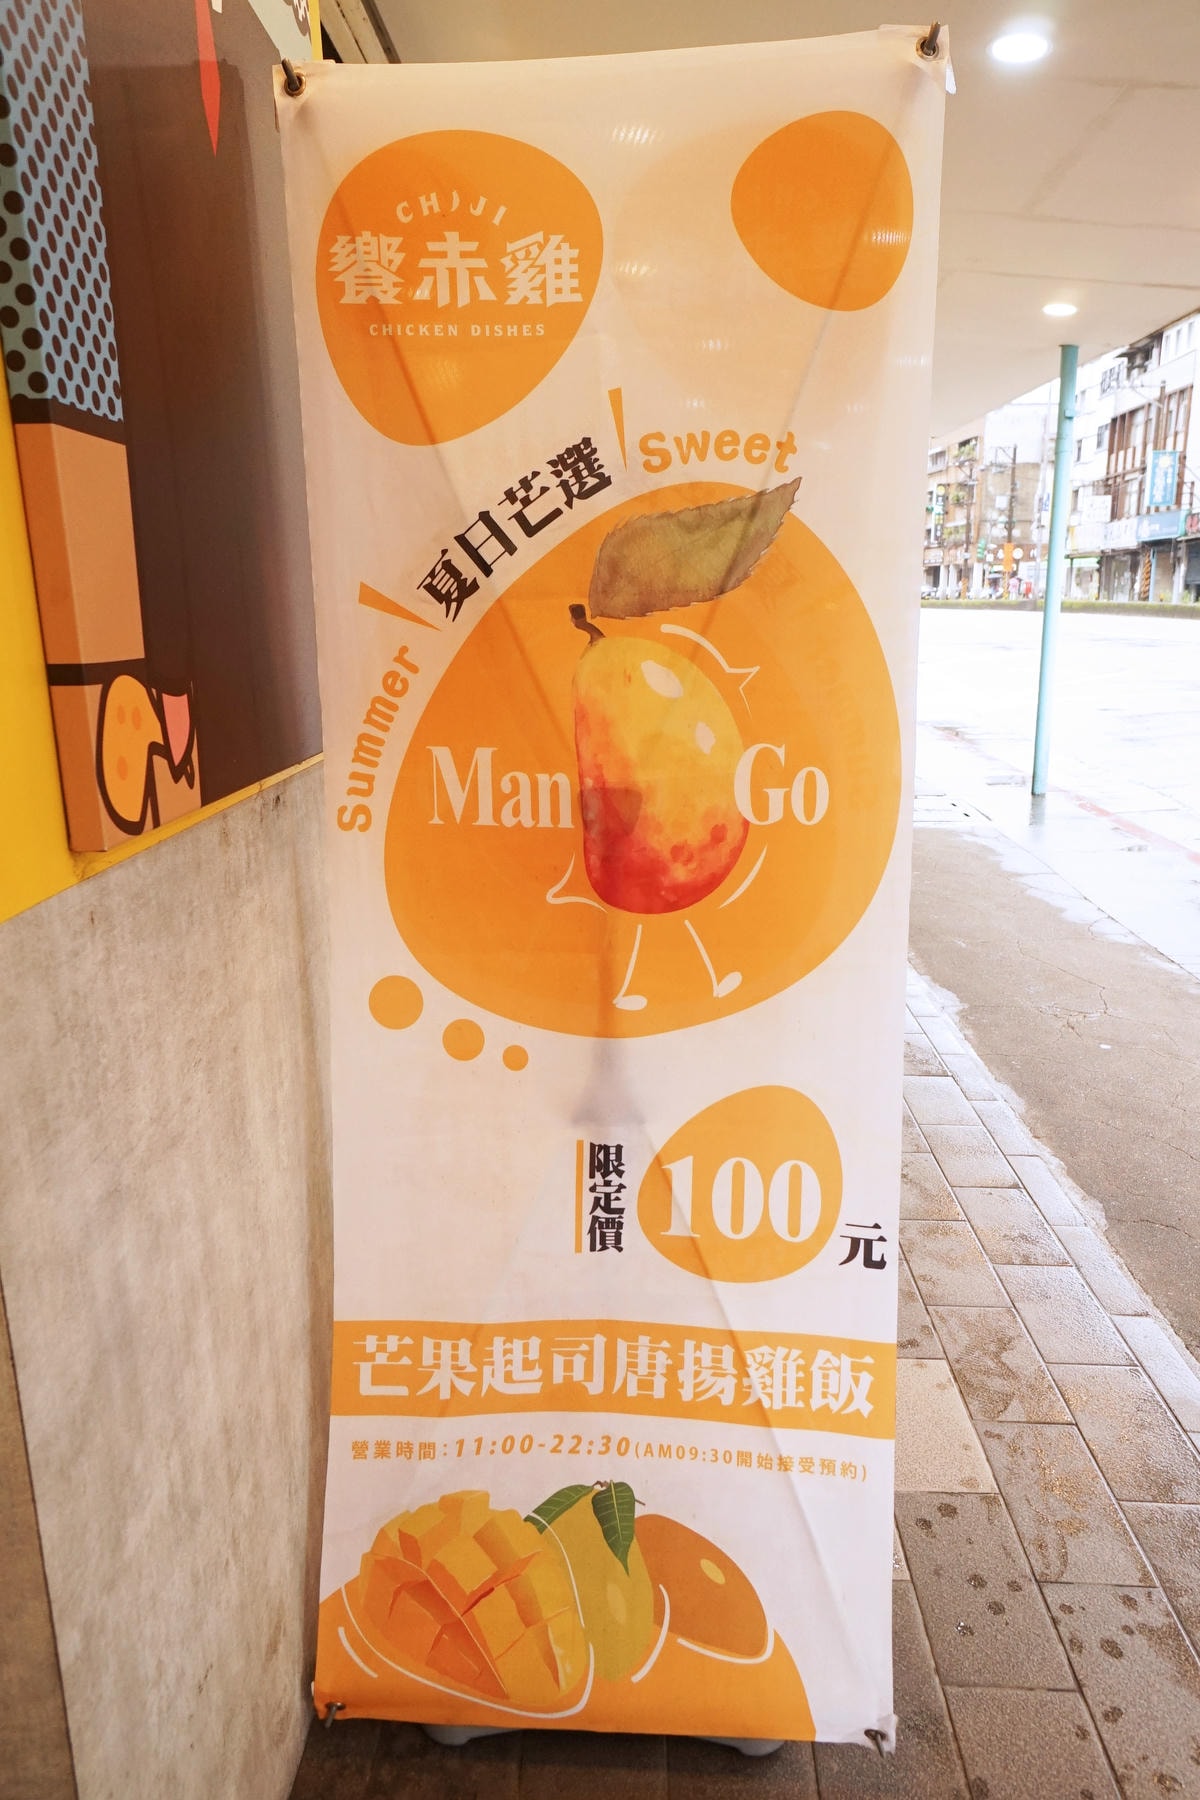 CHIJI
饗赤雞
CHICKEN DISHES
Summer
夏日芒選
Sweet
Man Go
限定價
100
元
芒果起司唐揚雞飯
營業時間:11:00-22:30(AM09:30開始接受預約)